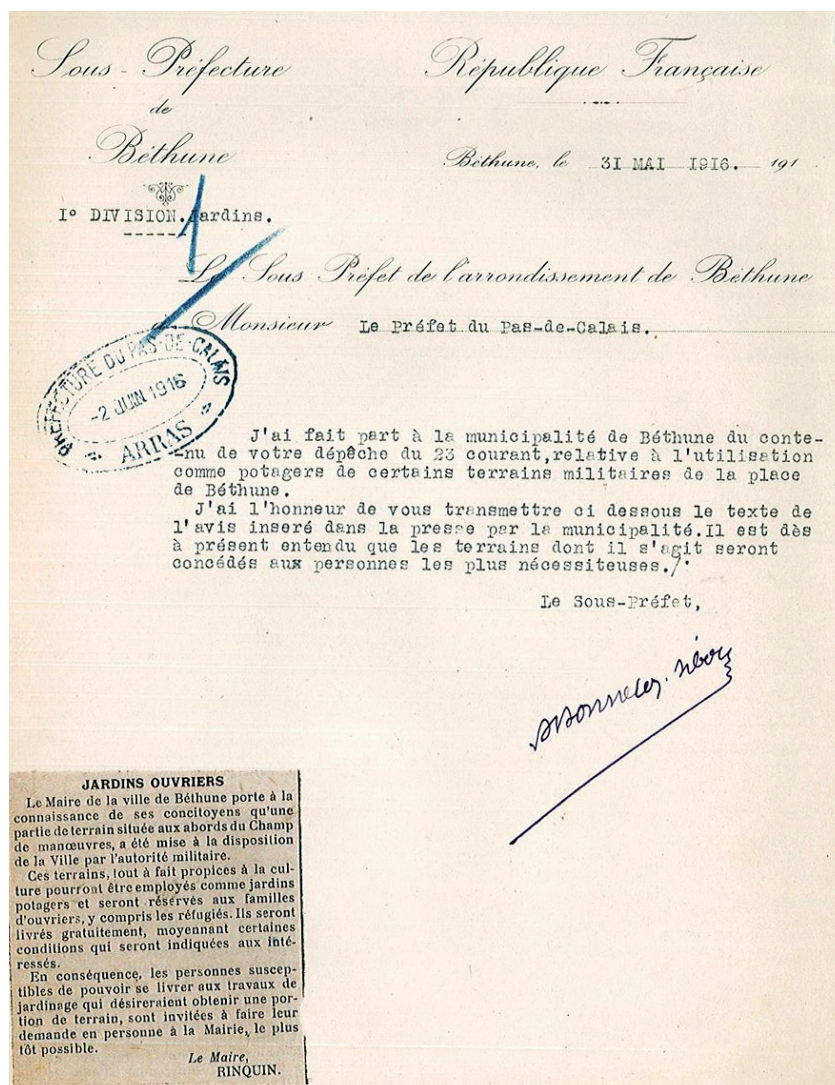 Sous-Préfecture
de
Béthune
République Française
Béthune, le 31 MAI 1916. 191
I° DIVISION.Jardins.
Le Sous Préfet de l'arrondissement de Béthune
à Monsieur Le Préfet du Pas-de-Calais.
PREFECTURE DU PAS-DE-CALAIS
-2 JUIN 1916
ARRAS
J'ai fait part à la municipalité de Béthune du conte-
-nu de votre dépêche du 23 courant,relative à l'utilisation
comme potagers de certains terrains militaires de la place
de Béthune.
J'ai l'honneur de vous transmettre ci dessous le texte de
l'avis inseré dans la presse par la municipalité.Il est dès
à présent entendu que les terrains dont il s'agit seront
concédés aux personnes les plus nécessiteuses./.
Le Sous-Préfet,
JARDINS OUVRIERS
Le Maire de la ville de Béthune porte à la
connaissance de ses concitoyens qu'une
partie de terrain située aux abords du Champ
de manœuvres, a été mise à la disposition
de la Ville par l'autorité militaire.
Ces terrains, tout à fait propices à la cul-
ture pourront être employés comme jardins
potagers et seront réservés aux familles
d'ouvriers, y compris les réfugiés. Ils seront
livrés gratuitement, moyennant certaines
conditions qui seront indiquées aux inté-
ressés.
En conséquence, les personnes suscep-
tibles de pouvoir se livrer aux travaux de
jardinage qui désireraient obtenir une por-
tion de terrain, sont invitées à faire leur
demande en personne à la Mairie, le plus
tôt possible.
Le Maire,
RINQUIN.